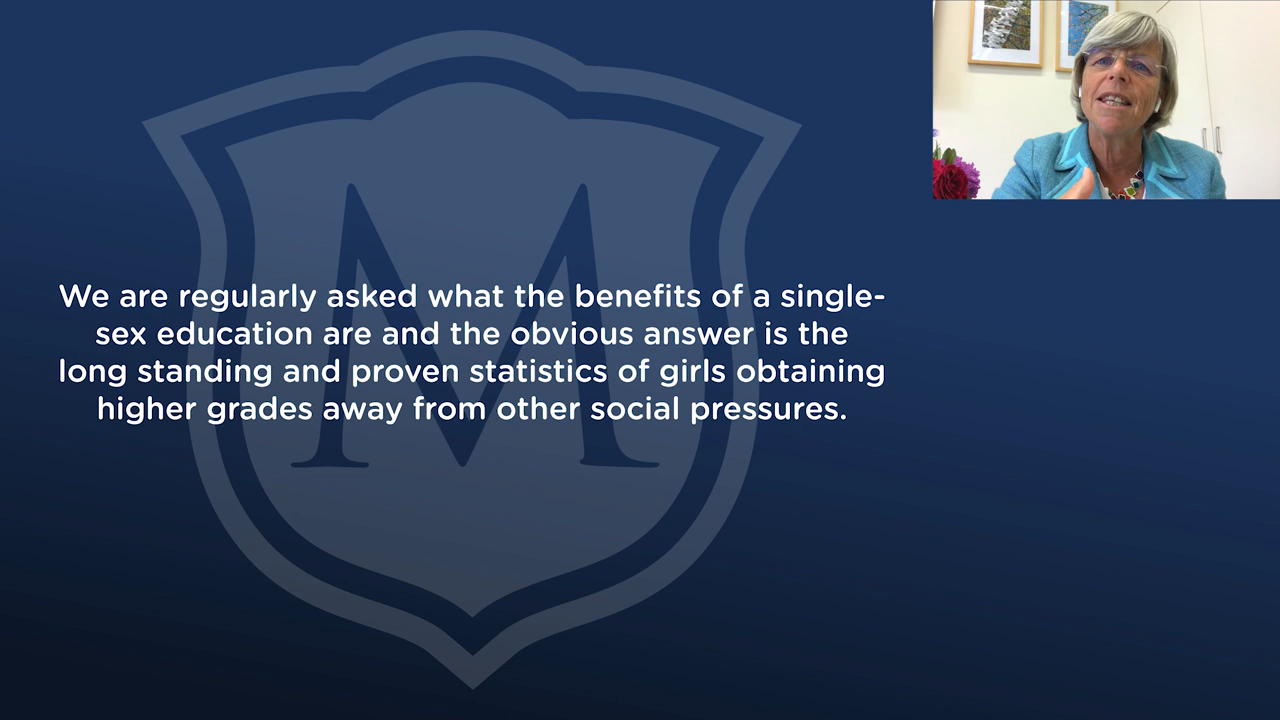 M
We are regularly asked what the benefits of a single-
sex education are and the obvious answer is the
long standing and proven statistics of girls obtaining
higher grades away from other social pressures.